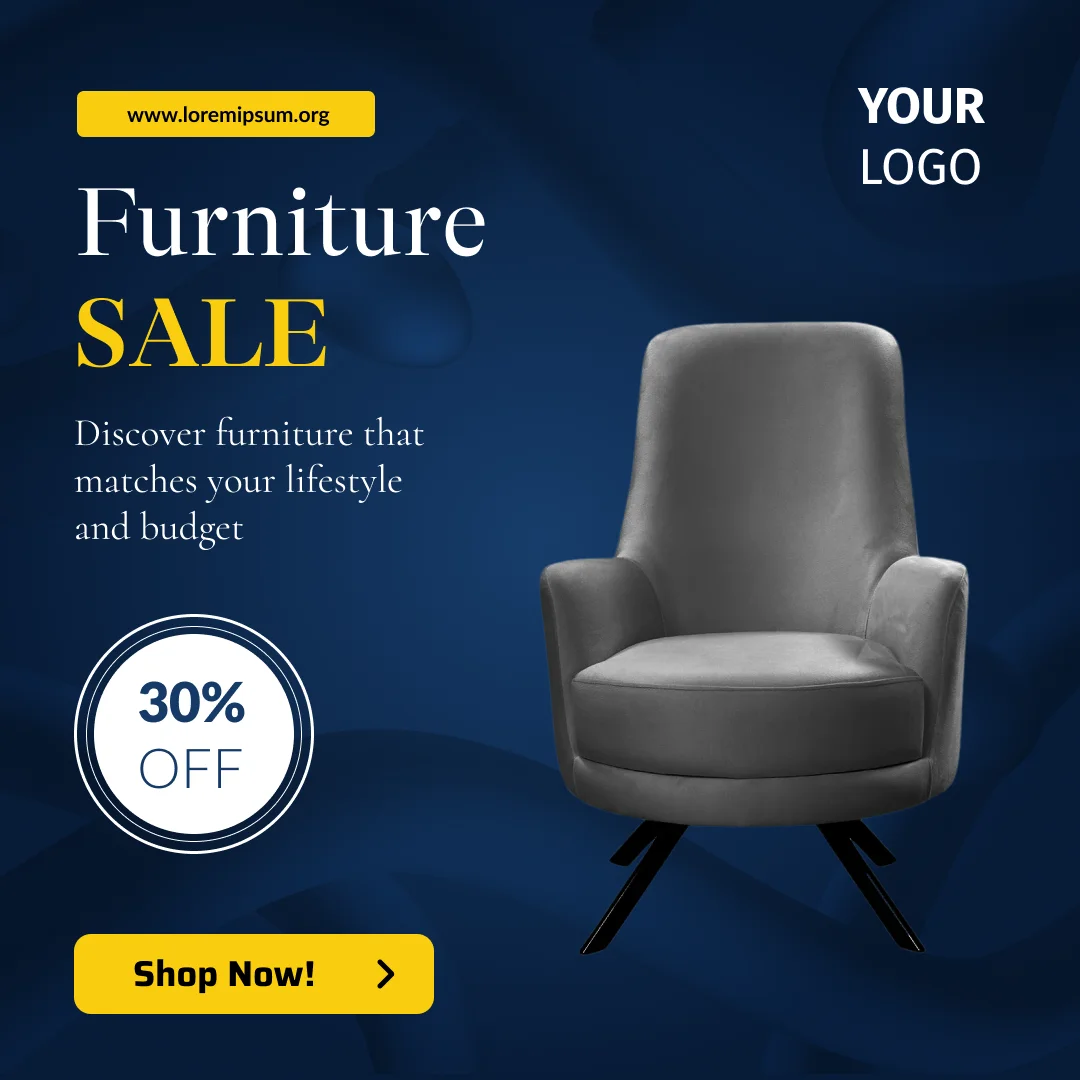 www.loremipsum.org
YOUR
LOGO
Furniture
SALE
Discover furniture that
matches your lifestyle
and budget
30%
OFF
Shop Now!